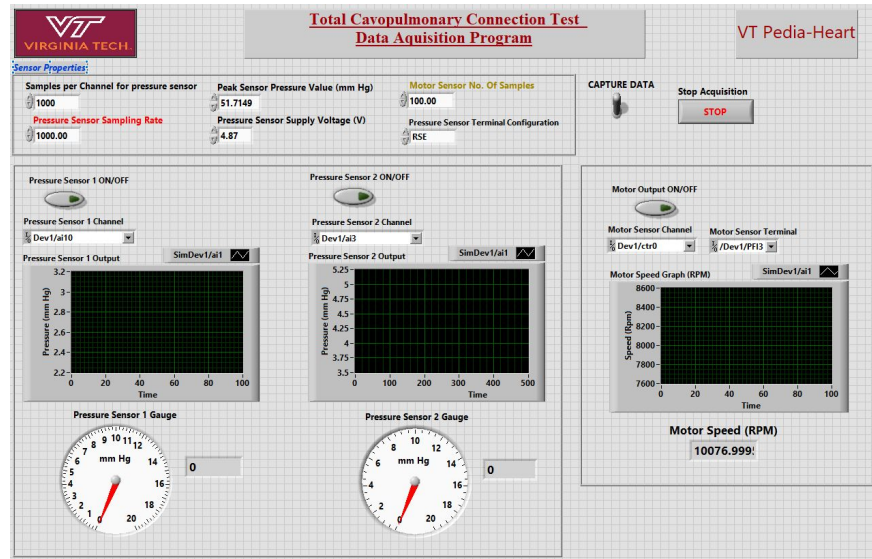 VIRGINIA TECH.
Total Cavopulmonary Connection Test
Data Aquisition Program
VT Pedia-Heart
Sensor Properties
Samples per Channel for pressure sensor
1000
Peak Sensor Pressure Value (mm Hg)
51.7149
Motor Sensor No. Of Samples
100.00
Pressure Sensor Sampling Rate
1000.00
Pressure Sensor Supply Voltage (V)
4.87
Pressure Sensor Terminal Configuration
RSE
CAPTURE DATA
Stop Acquisition
STOP
Pressure Sensor 1 ON/OFF
Pressure Sensor 1 Channel
Dev1/ai10
Pressure Sensor 1 Output
SimDev1/ai1
Pressure (mm Hg)
3.2
3
2.8
2.6
2.4
2.2
0 20 40 60 80 100
Time
Pressure Sensor 1 Gauge
mm Hg
0 1 2 3 4 5 6 7 8 9 10 11 12 14 16 18 20
0
Pressure Sensor 2 ON/OFF
Pressure Sensor 2 Channel
Dev1/ai3
Pressure Sensor 2 Output
SimDev1/ai1
Pressure (mm Hg)
5.25
5
4.75
4.5
4.25
4
3.75
3.5
0 100 200 300 400 500
Time
Pressure Sensor 2 Gauge
mm Hg
0 2 4 6 8 10 12 14 16 18 20
0
Motor Output ON/OFF
Motor Sensor Channel
Dev1/ctr0
Motor Sensor Terminal
/Dev1/PFI3
Motor Speed Graph (RPM)
SimDev1/ai1
Speed (Rpm)
8600
8400
8200
8000
7800
7600
0 20 40 60 80 100
Time
Motor Speed (RPM)
10076.999